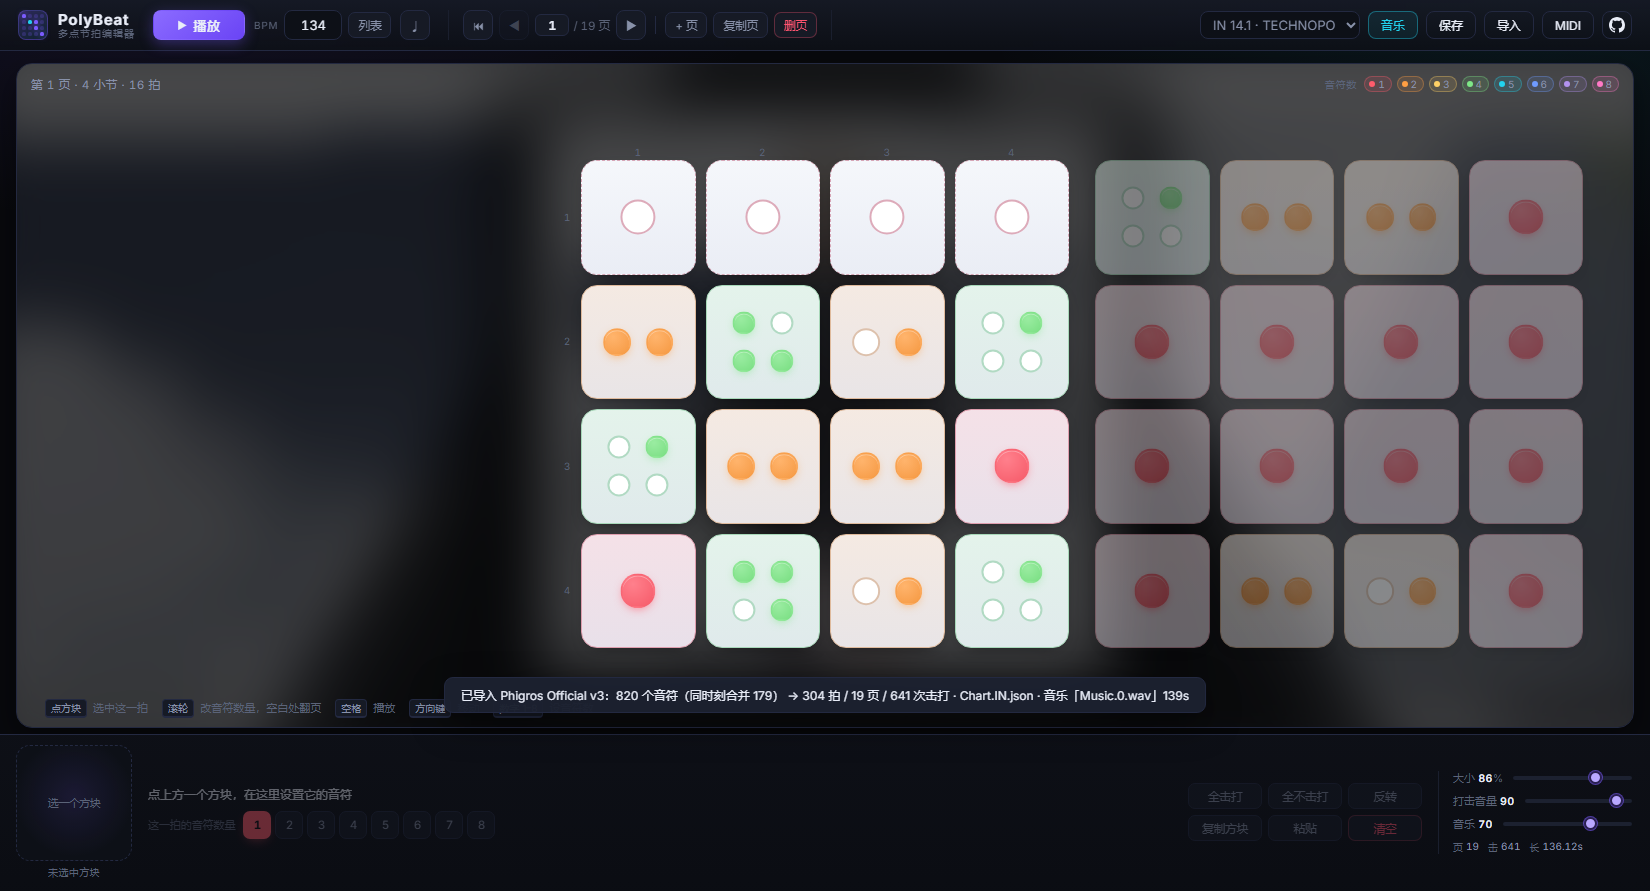 PolyBeat
多点节拍编辑器
▶ 播放
BPM 134 列表 ♩
⏮ ◀ 1 / 19 页 ▶ + 页 复制页 删页
IN 14.1 · TECHNOPO 音乐 保存 导入 MIDI
第 1 页 · 4 小节 · 16 拍
音符数 1 2 3 4 5 6 7 8
1 2 3 4
1
2
3
4
已导入 Phigros Official v3：820 个音符（同时刻合并 179） → 304 拍 / 19 页 / 641 次击打 · Chart.IN.json · 音乐「Music.0.wav」139s
点方块 选中这一拍 滚轮 改音符数量，空白处翻页 空格 播放 方向键
选一个方块
未选中方块
点上方一个方块，在这里设置它的音符
这一拍的音符数量 1 2 3 4 5 6 7 8
全击打 全不击打 反转
复制方块 粘贴 清空
大小 86%
打击音量 90
音乐 70
页 19 击 641 长 136.12s